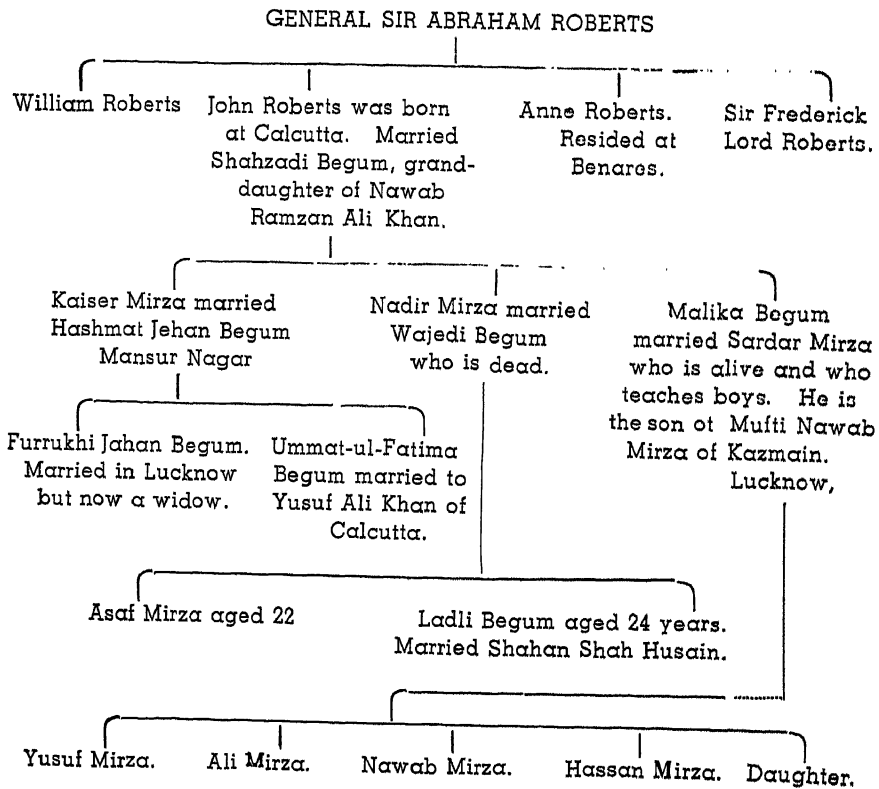 GENERAL SIR ABRAHAM ROBERTS
William Roberts
John Roberts was born
at Calcutta. Married
Shahzadi Begum, grand-
daughter of Nawab
Ramzan Ali Khan.
Anne Roberts.
Resided at
Benares.
Sir Frederick
Lord Roberts.
Kaiser Mirza married
Hashmat Jehan Begum
Mansur Nagar
Nadir Mirza married
Wajedi Begum
who is dead.
Malika Begum
married Sardar Mirza
who is alive and who
teaches boys. He is
the son ot Mufti Nawab
Mirza of Kazmain.
Lucknow,
Furrukhi Jahan Begum.
Married in Lucknow
but now a widow.
Ummat-ul-Fatima
Begum married to
Yusuf Ali Khan of
Calcutta.
Asaf Mirza aged 22
Ladli Begum aged 24 years.
Married Shahan Shah Husain.
Yusuf Mirza.
Ali Mirza.
Nawab Mirza.
Hassan Mirza.
Daughter.